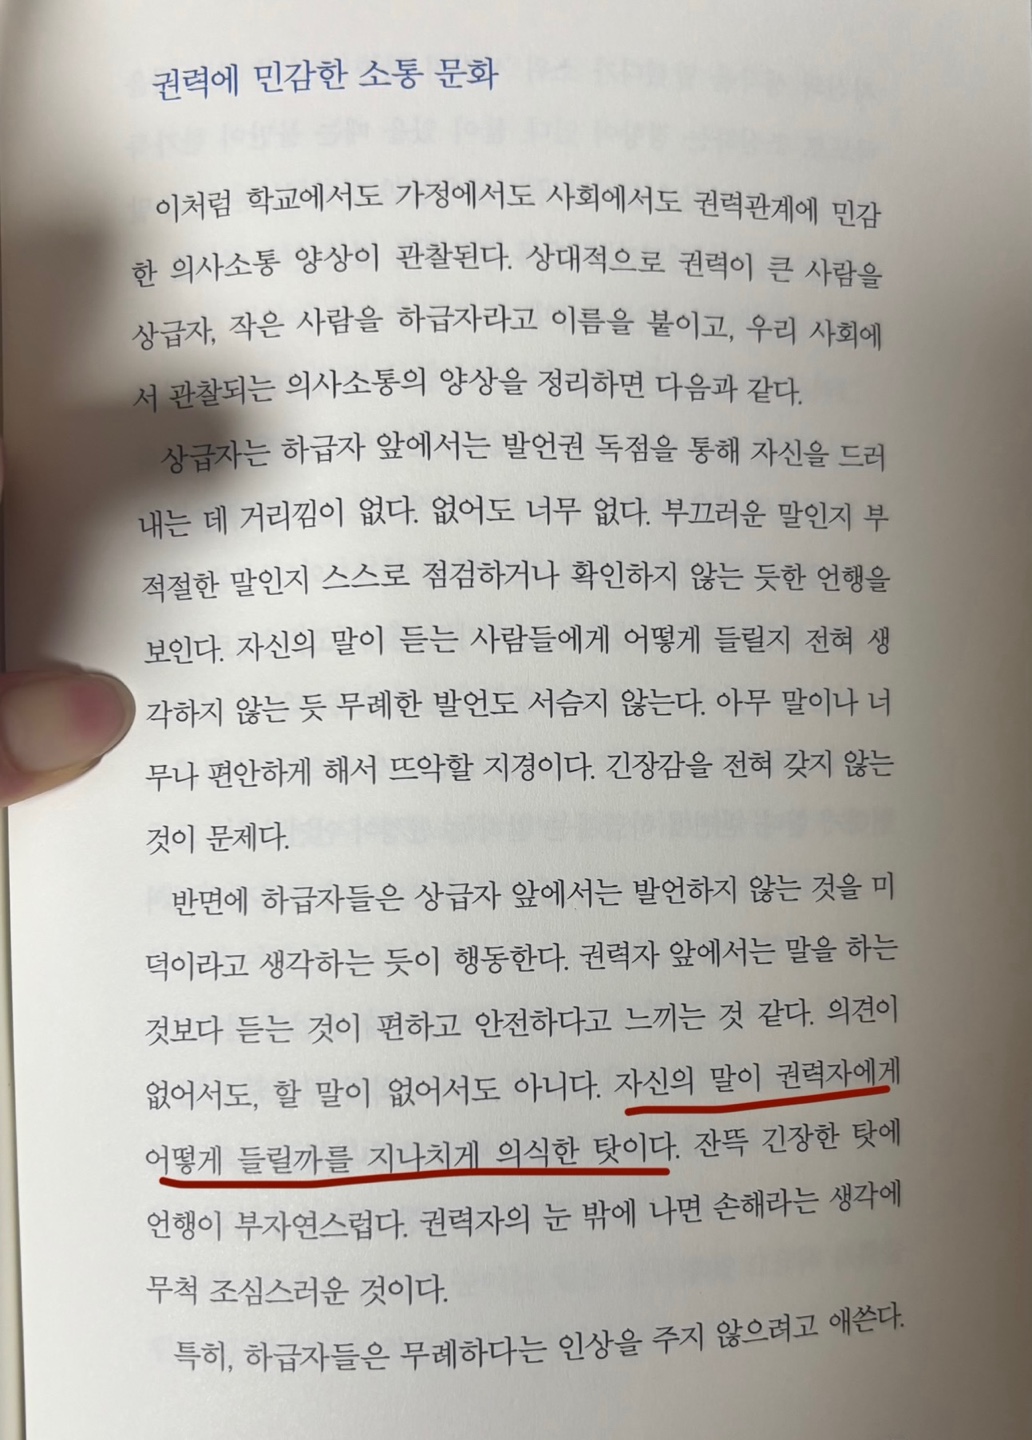 권력에 민감한 소통 문화
이처럼 학교에서도 가정에서도 사회에서도 권력관계에 민감
한 의사소통 양상이 관찰된다. 상대적으로 권력이 큰 사람을
상급자, 작은 사람을 하급자라고 이름을 붙이고, 우리 사회에
서 관찰되는 의사소통의 양상을 정리하면 다음과 같다.
상급자는 하급자 앞에서는 발언권 독점을 통해 자신을 드러
내는 데 거리낌이 없다. 없어도 너무 없다. 부끄러운 말인지 부
적절한 말인지 스스로 점검하거나 확인하지 않는 듯한 언행을
보인다. 자신의 말이 듣는 사람들에게 어떻게 들릴지 전혀 생
각하지 않는 듯 무례한 발언도 서슴지 않는다. 아무 말이나 너
무나 편안하게 해서 뜨악할 지경이다. 긴장감을 전혀 갖지 않는
것이 문제다.
반면에 하급자들은 상급자 앞에서는 발언하지 않는 것을 미
덕이라고 생각하는 듯이 행동한다. 권력자 앞에서는 말을 하는
것보다 듣는 것이 편하고 안전하다고 느끼는 것 같다. 의견이
없어서도, 할 말이 없어서도 아니다. 자신의 말이 권력자에게
어떻게 들릴까를 지나치게 의식한 탓이다. 잔뜩 긴장한 탓에
언행이 부자연스럽다. 권력자의 눈 밖에 나면 손해라는 생각에
무척 조심스러운 것이다.
특히, 하급자들은 무례하다는 인상을 주지 않으려고 애쓴다.